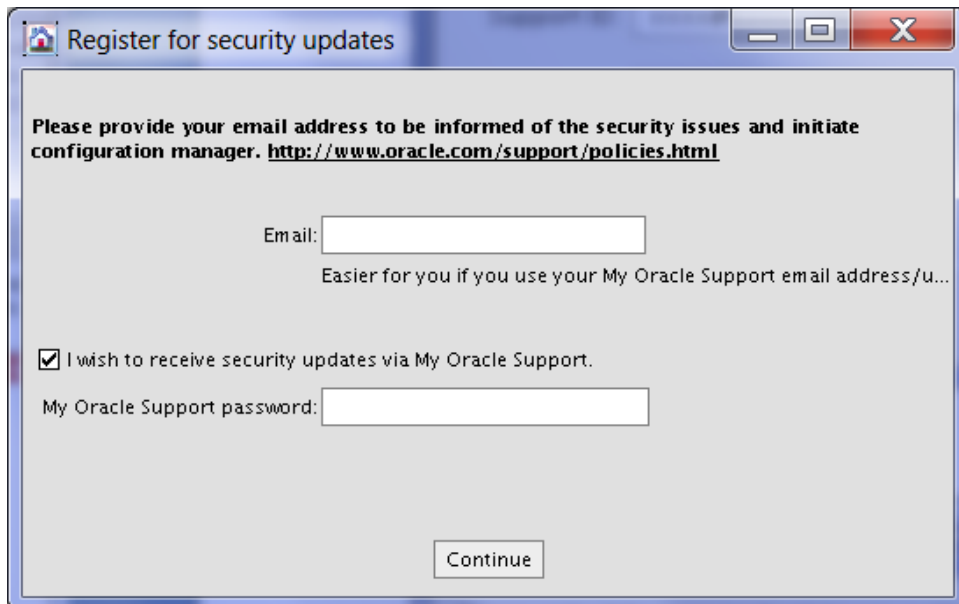 Register for security updates
Please provide your email address to be informed of the security issues and initiate
configuration manager. http://www.oracle.com/support/policies.html
Email:
Easier for you if you use your My Oracle Support email address/u...
I wish to receive security updates via My Oracle Support.
My Oracle Support password:
Continue